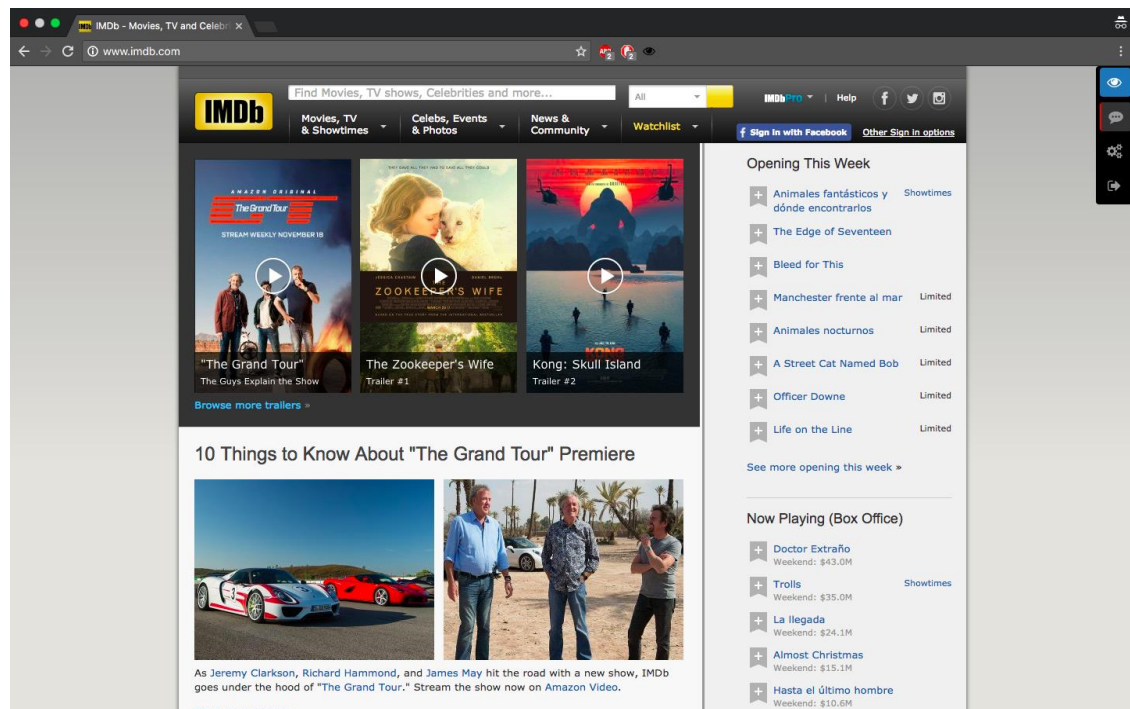 IMDb - Movies, TV and Celebri
www.imdb.com
IMDb
Find Movies, TV shows, Celebrities and more...
All
IMDbPro
Help
Movies, TV
& Showtimes
Celebs, Events
& Photos
News &
Community
Watchlist
Sign in with Facebook
Other Sign in options
AMAZON ORIGINAL
The Grand Tour
STREAM WEEKLY NOVEMBER 18
"The Grand Tour"
The Guys Explain the Show
JESSICA CHASTAIN
DANIEL BRÜHL
THE
ZOOKEEPER'S WIFE
The Zookeeper's Wife
Trailer #1
KONG
Kong: Skull Island
Trailer #2
Browse more trailers »
10 Things to Know About "The Grand Tour" Premiere
As Jeremy Clarkson, Richard Hammond, and James May hit the road with a new show, IMDb
goes under the hood of "The Grand Tour." Stream the show now on Amazon Video.
Opening This Week
Animales fantásticos y Showtimes
dónde encontrarlos
The Edge of Seventeen
Bleed for This
Manchester frente al mar Limited
Animales nocturnos Limited
A Street Cat Named Bob Limited
Officer Downe Limited
Life on the Line Limited
See more opening this week »
Now Playing (Box Office)
Doctor Extraño
Weekend: $43.0M
Trolls Showtimes
Weekend: $35.0M
La llegada
Weekend: $24.1M
Almost Christmas
Weekend: $15.1M
Hasta el último hombre
Weekend: $10.6M